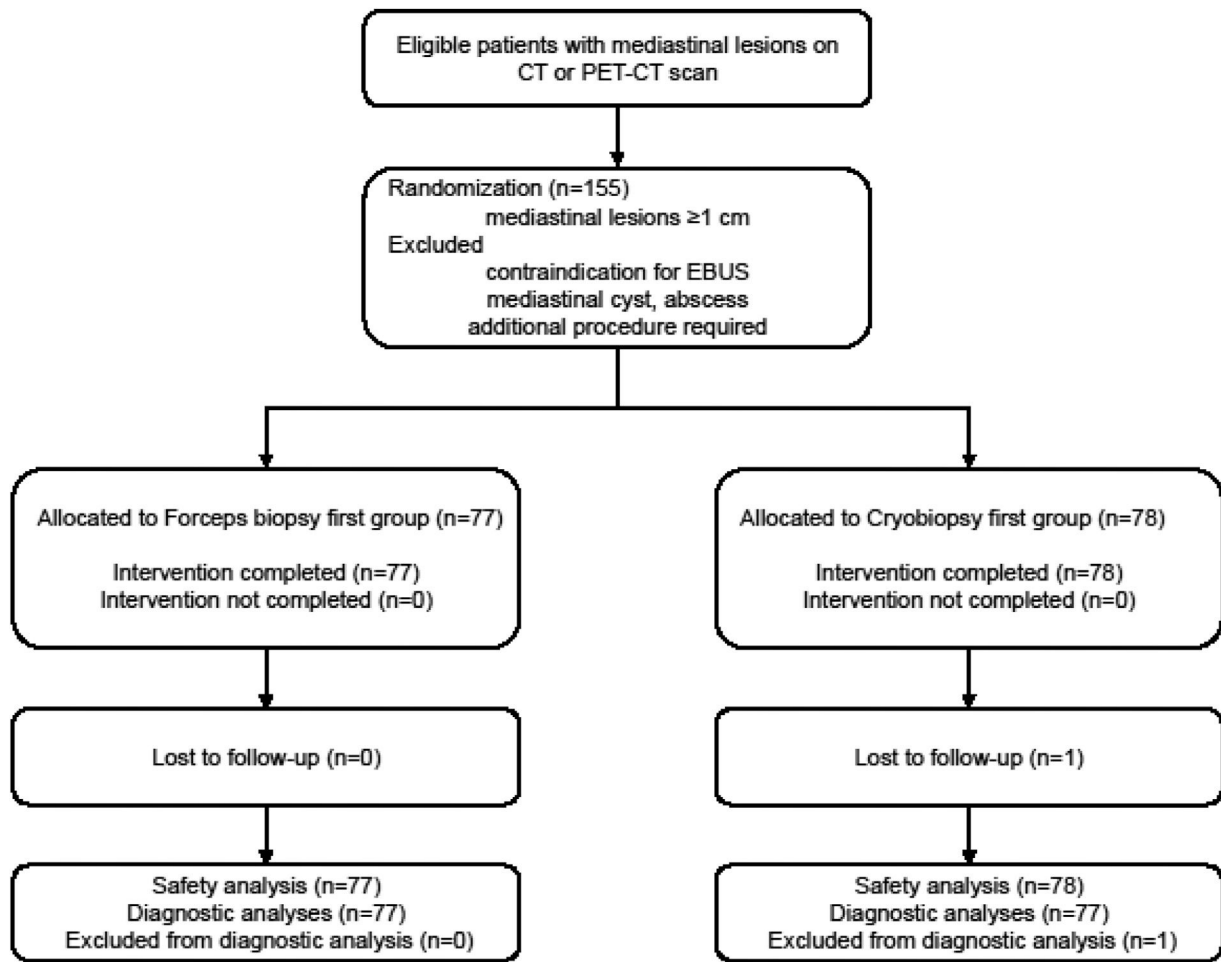 Eligible patients with mediastinal lesions on
CT or PET-CT scan
Randomization (n=155)
mediastinal lesions ≥1 cm
Excluded
contraindication for EBUS
mediastinal cyst, abscess
additional procedure required
Allocated to Forceps biopsy first group (n=77)
Intervention completed (n=77)
Intervention not completed (n=0)
Allocated to Cryobiopsy first group (n=78)
Intervention completed (n=78)
Intervention not completed (n=0)
Lost to follow-up (n=0)
Lost to follow-up (n=1)
Safety analysis (n=77)
Diagnostic analyses (n=77)
Excluded from diagnostic analysis (n=0)
Safety analysis (n=78)
Diagnostic analyses (n=77)
Excluded from diagnostic analysis (n=1)